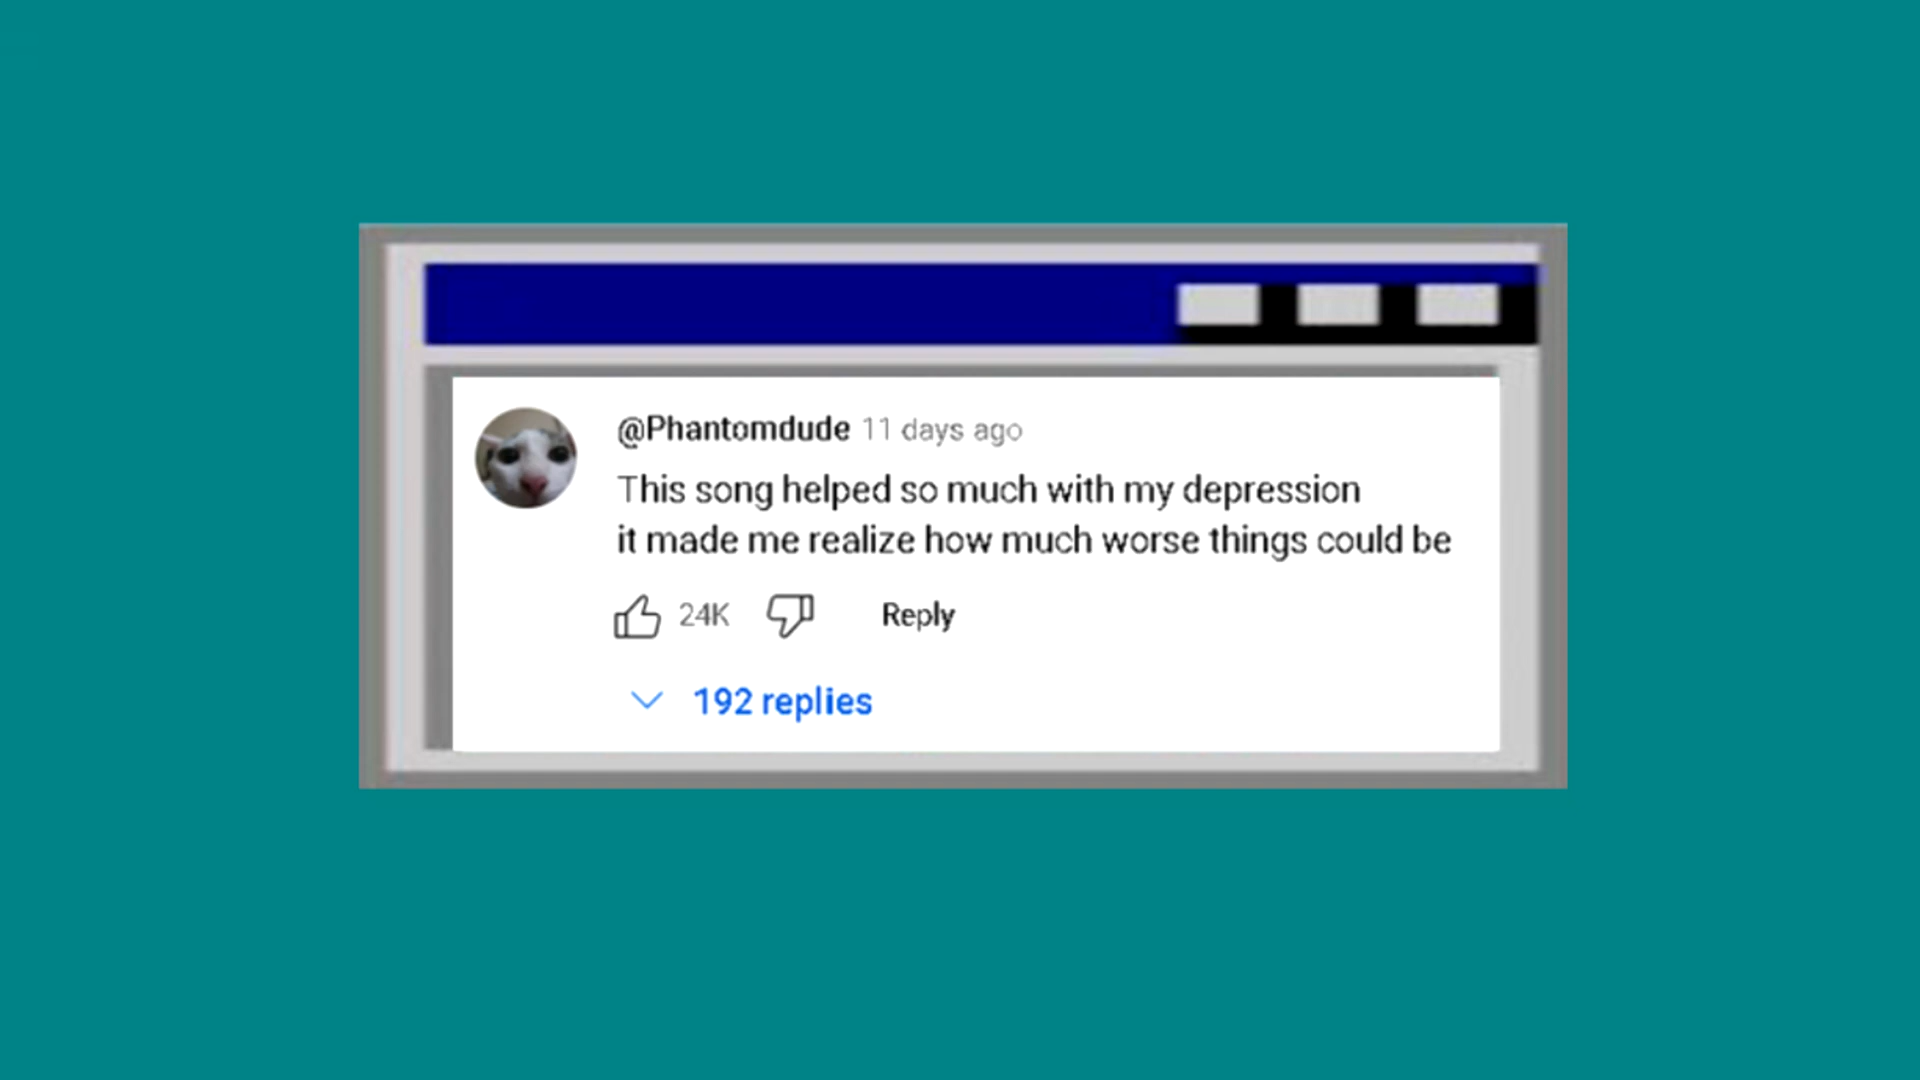 @Phantomdude 11 days ago
This song helped so much with my depression
it made me realize how much worse things could be
24K Reply
192 replies